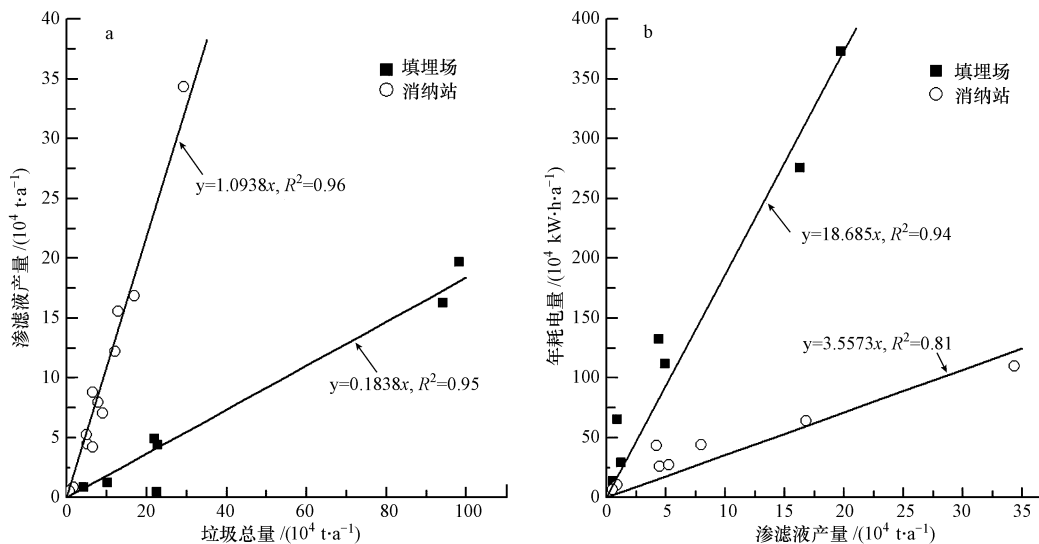 a
填埋场
消纳站
y=1.0938x, R²=0.96
y=0.1838x, R²=0.95
40
35
30
25
20
15
10
5
0
0 20 40 60 80 100
渗滤液产量 /(10⁴ t·a⁻¹)
垃圾总量 /(10⁴ t·a⁻¹)
b
填埋场
消纳站
y=18.685x, R²=0.94
y=3.5573x, R²=0.81
400
350
300
250
200
150
100
50
0
0 5 10 15 20 25 30 35
年耗电量 /(10⁴ kW·h·a⁻¹)
渗滤液产量 /(10⁴ t·a⁻¹)